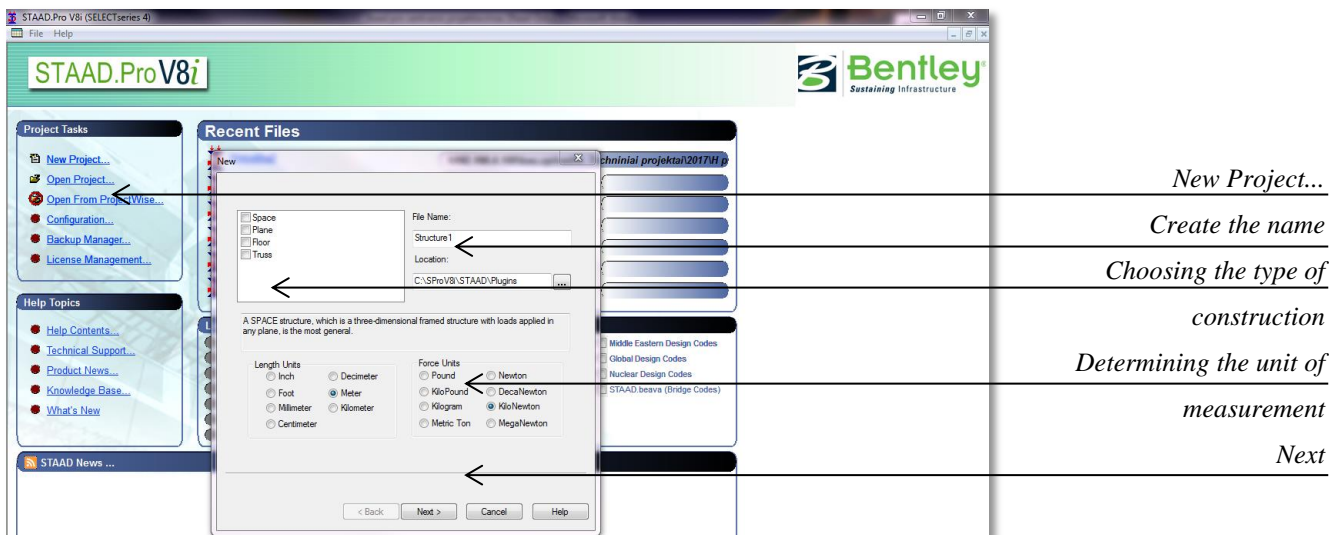 STAAD.Pro V8i (SELECTseries 4)
File Help
STAAD.Pro V8i
Bentley
Sustaining Infrastructure
Project Tasks
New Project...
Open Project...
Open From ProjectWise...
Configuration...
Backup Manager...
License Management...
Help Topics
Help Contents...
Technical Support...
Product News...
Knowledge Base...
What's New
Recent Files
chniniai projektai\2017\H p
New
Space
Plane
Floor
Truss
File Name:
Structure1
Location:
C:\SProV8i\STAAD\Plugins
...
A SPACE structure, which is a three-dimensional framed structure with loads applied in
any plane, is the most general.
Length Units
Inch Decimeter
Foot Meter
Millimeter Kilometer
Centimeter
Force Units
Pound Newton
KiloPound DecaNewton
Kilogram KiloNewton
Metric Ton MegaNewton
< Back Next > Cancel Help
L
Middle Eastern Design Codes
Global Design Codes
Nuclear Design Codes
STAAD.beava (Bridge Codes)
STAAD News ...
New Project...
Create the name
Choosing the type of
construction
Determining the unit of
measurement
Next